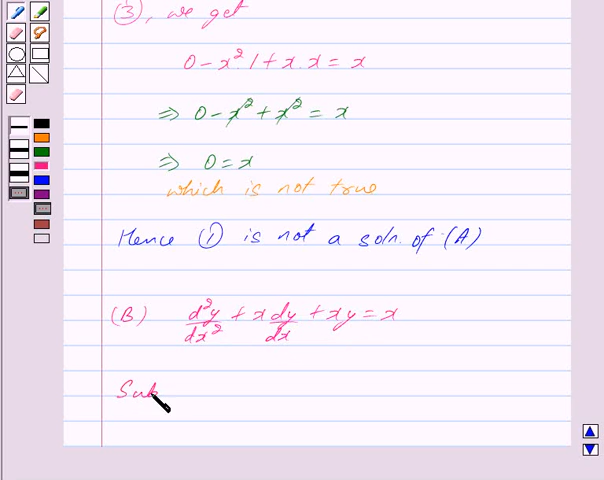 ③, we get
0 - x². 1 + x . x = x
⇒ 0 - x² + x² = x
⇒ 0 = x
which is not true
Hence ① is not a soln. of (A)
(B) d²y/dx² + x dy/dx + xy = x
Sub